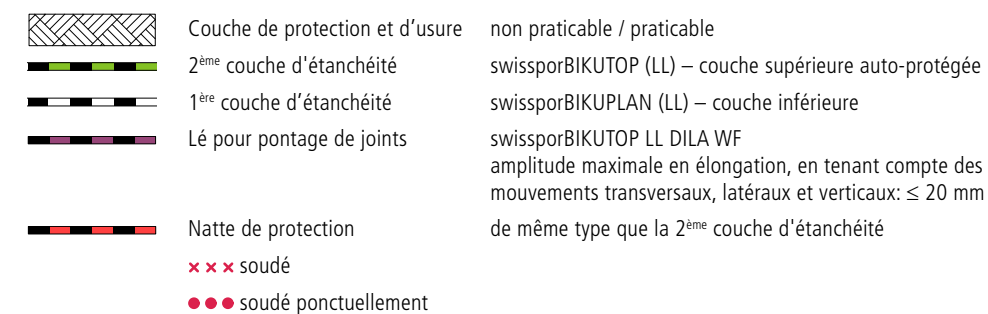 Couche de protection et d’usure non praticable / praticable
2ème couche d'étanchéité swissporBIKUTOP (LL) – couche supérieure auto-protégée
1ère couche d’étanchéité swissporBIKUPLAN (LL) – couche inférieure
Lé pour pontage de joints swissporBIKUTOP LL DILA WF
amplitude maximale en élongation, en tenant compte des
mouvements transversaux, latéraux et verticaux: ≤ 20 mm
Natte de protection de même type que la 2ème couche d'étanchéité
soudé
soudé ponctuellement